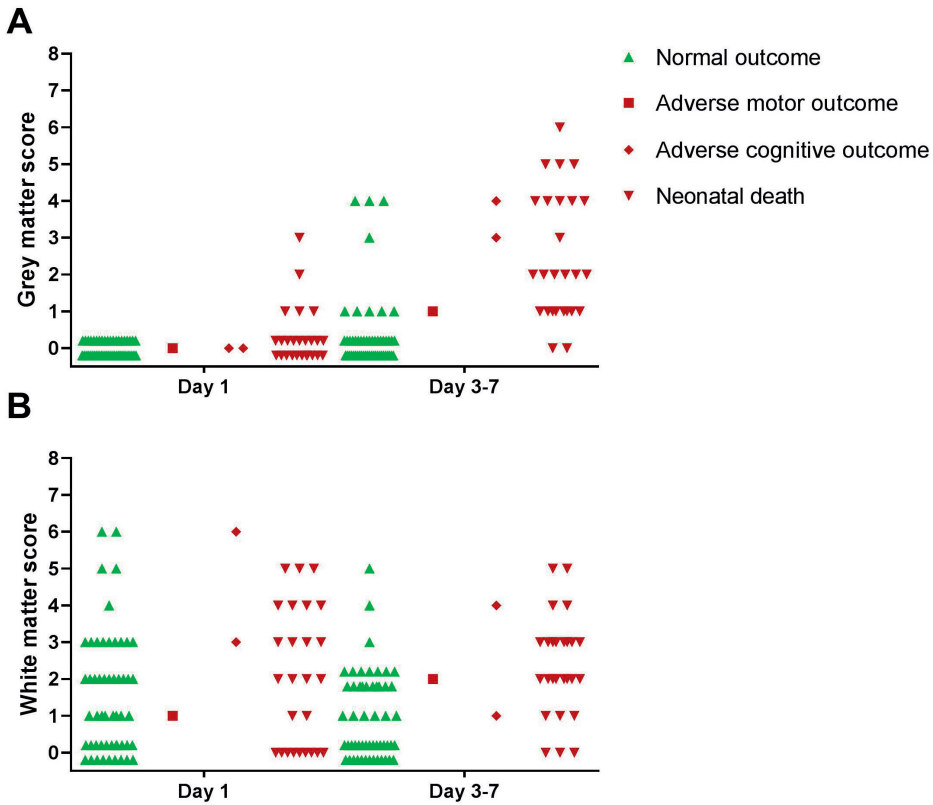 A
8
7
6
5
4
3
2
1
0
Grey matter score
Day 1
Day 3-7
Normal outcome
Adverse motor outcome
Adverse cognitive outcome
Neonatal death
B
8
7
6
5
4
3
2
1
0
White matter score
Day 1
Day 3-7